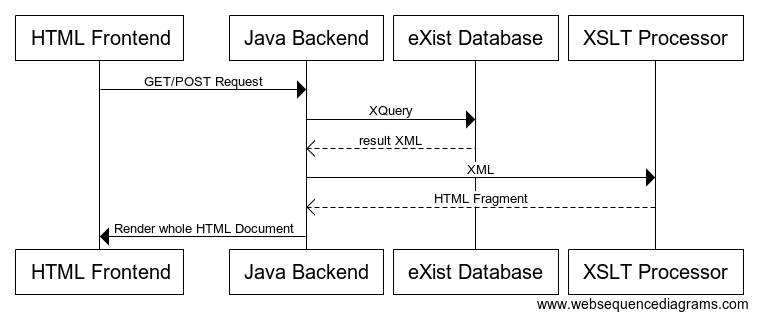 HTML Frontend
Java Backend
eXist Database
XSLT Processor
GET/POST Request
XQuery
result XML
XML
HTML Fragment
Render whole HTML Document
HTML Frontend
Java Backend
eXist Database
XSLT Processor
www.websequencediagrams.com